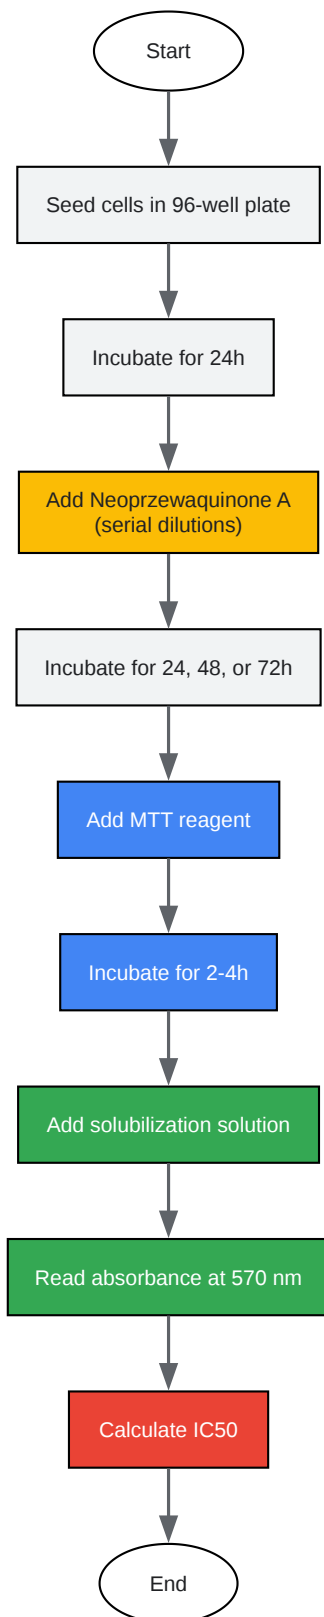 Start
Seed cells in 96-well plate
Incubate for 24h
Add Neoprzewaquinone A
(serial dilutions)
Incubate for 24, 48, or 72h
Add MTT reagent
Incubate for 2-4h
Add solubilization solution
Read absorbance at 570 nm
Calculate IC50
End